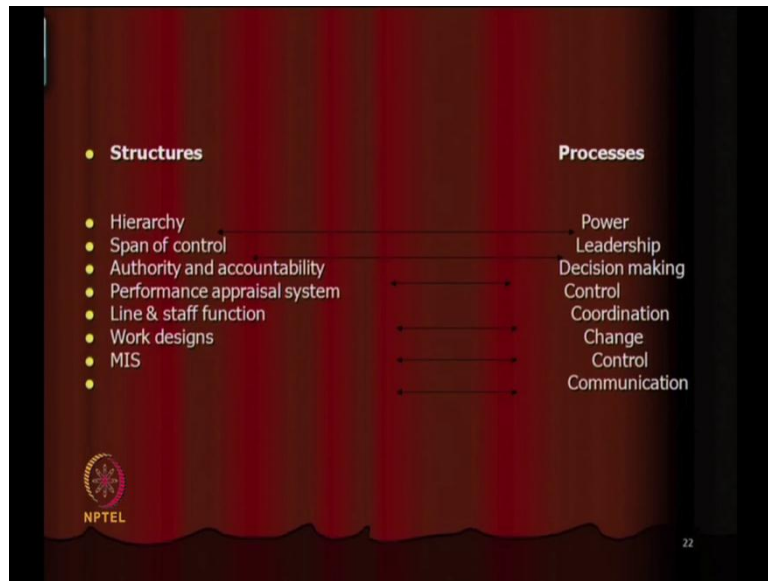 Structures Processes
Hierarchy Power
Span of control Leadership
Authority and accountability Decision making
Performance appraisal system Control
Line & staff function Coordination
Work designs Change
MIS Control
Communication
NPTEL
22